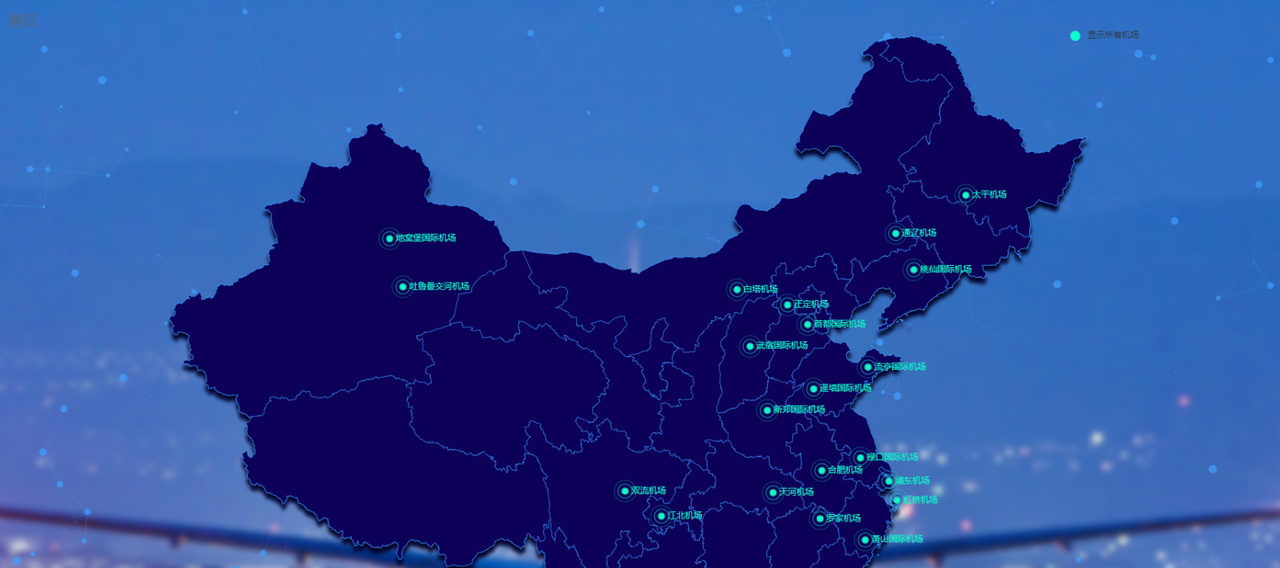 显示所有机场
太平机场
通辽机场
地窝堡国际机场
桃仙国际机场
吐鲁番交河机场
白塔机场
正定机场
首都国际机场
武宿国际机场
流亭国际机场
遥墙国际机场
新郑国际机场
禄口国际机场
合肥机场
浦东机场
双流机场
天河机场
虹桥机场
江北机场
罗家机场
萧山国际机场